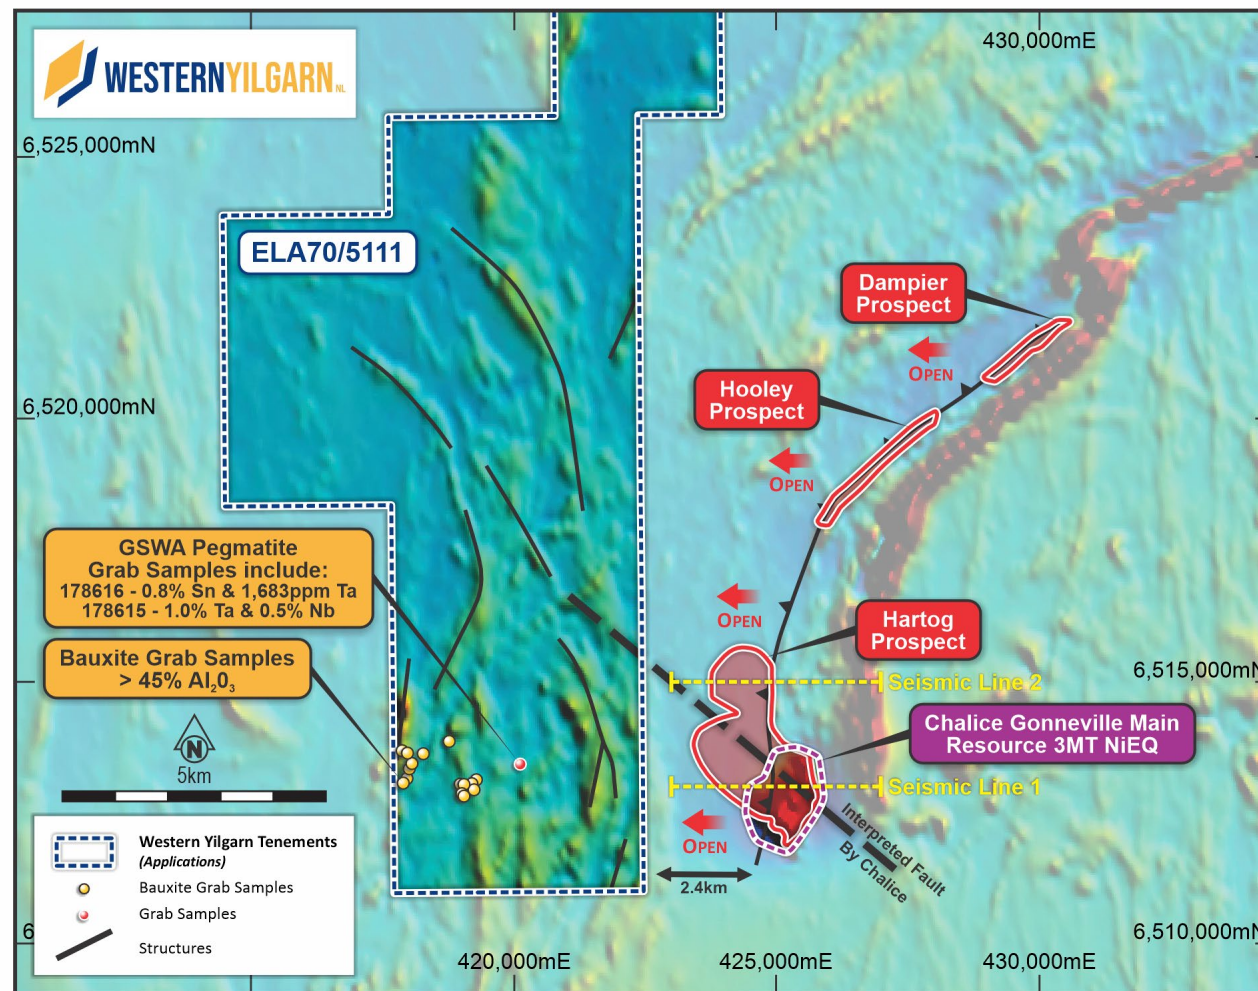 430,000mE
WESTERNYILGARN NL
6,525,000mN
ELA70/5111
Dampier
Prospect
OPEN
6,520,000mN
Hooley
Prospect
OPEN
GSWA Pegmatite
Grab Samples include:
178616 - 0.8% Sn & 1,683ppm Ta
178615 - 1.0% Ta & 0.5% Nb
OPEN
Hartog
Prospect
Bauxite Grab Samples
> 45% Al₂0₃
6,515,000mN
Seismic Line 2
Chalice Gonneville Main
Resource 3MT NiEQ
N
5km
Seismic Line 1
OPEN
Interpreted Fault
By Chalice
2.4km
Western Yilgarn Tenements
(Applications)
Bauxite Grab Samples
Grab Samples
Structures
6
6,510,000mN
420,000mE
425,000mE
430,000mE